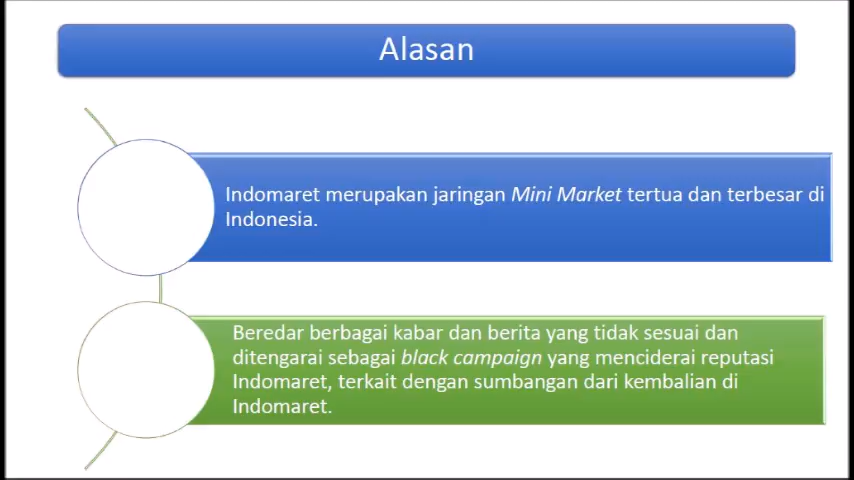 Alasan
Indomaret merupakan jaringan Mini Market tertua dan terbesar di
Indonesia.
Beredar berbagai kabar dan berita yang tidak sesuai dan
ditengarai sebagai black campaign yang menciderai reputasi
Indomaret, terkait dengan sumbangan dari kembalian di
Indomaret.